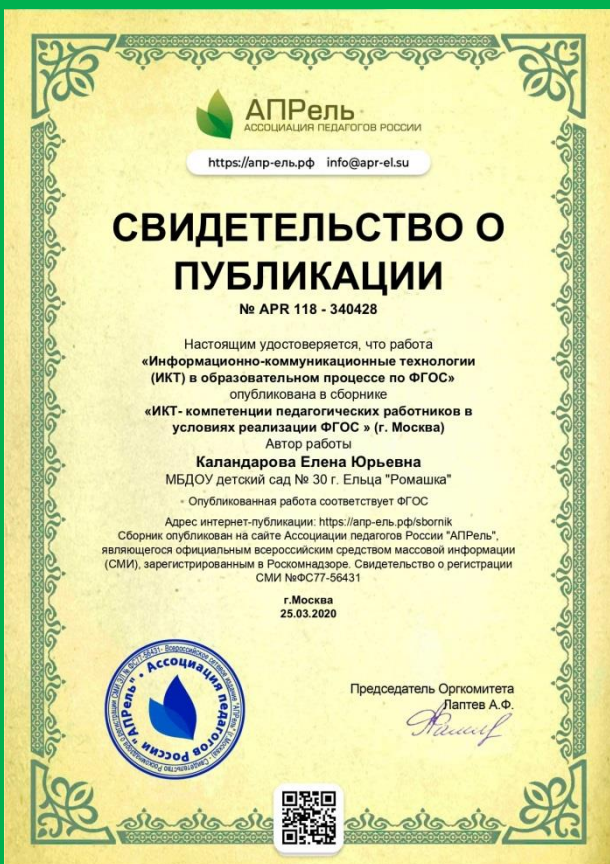 АПРель
АССОЦИАЦИЯ ПЕДАГОГОВ РОССИИ
https://апр-ель.рф info@apr-el.su
СВИДЕТЕЛЬСТВО О
ПУБЛИКАЦИИ
№ APR 118 - 340428
Настоящим удостоверяется, что работа
«Информационно-коммуникационные технологии
(ИКТ) в образовательном процессе по ФГОС»
опубликована в сборнике
«ИКТ- компетенции педагогических работников в
условиях реализации ФГОС » (г. Москва)
Автор работы
Каландарова Елена Юрьевна
МБДОУ детский сад № 30 г. Ельца "Ромашка"
Опубликованная работа соответствует ФГОС
Адрес интернет-публикации: https://апр-ель.рф/sbornik
Сборник опубликован на сайте Ассоциации педагогов России "АПРель",
являющегося официальным всероссийским средством массовой информации
(СМИ), зарегистрированным в Роскомнадзоре. Свидетельство о регистрации
СМИ №ФС77-56431
г.Москва
25.03.2020
Председатель Оргкомитета
Лаптев А.Ф.
Ассоциация педагогов России "АПРель"